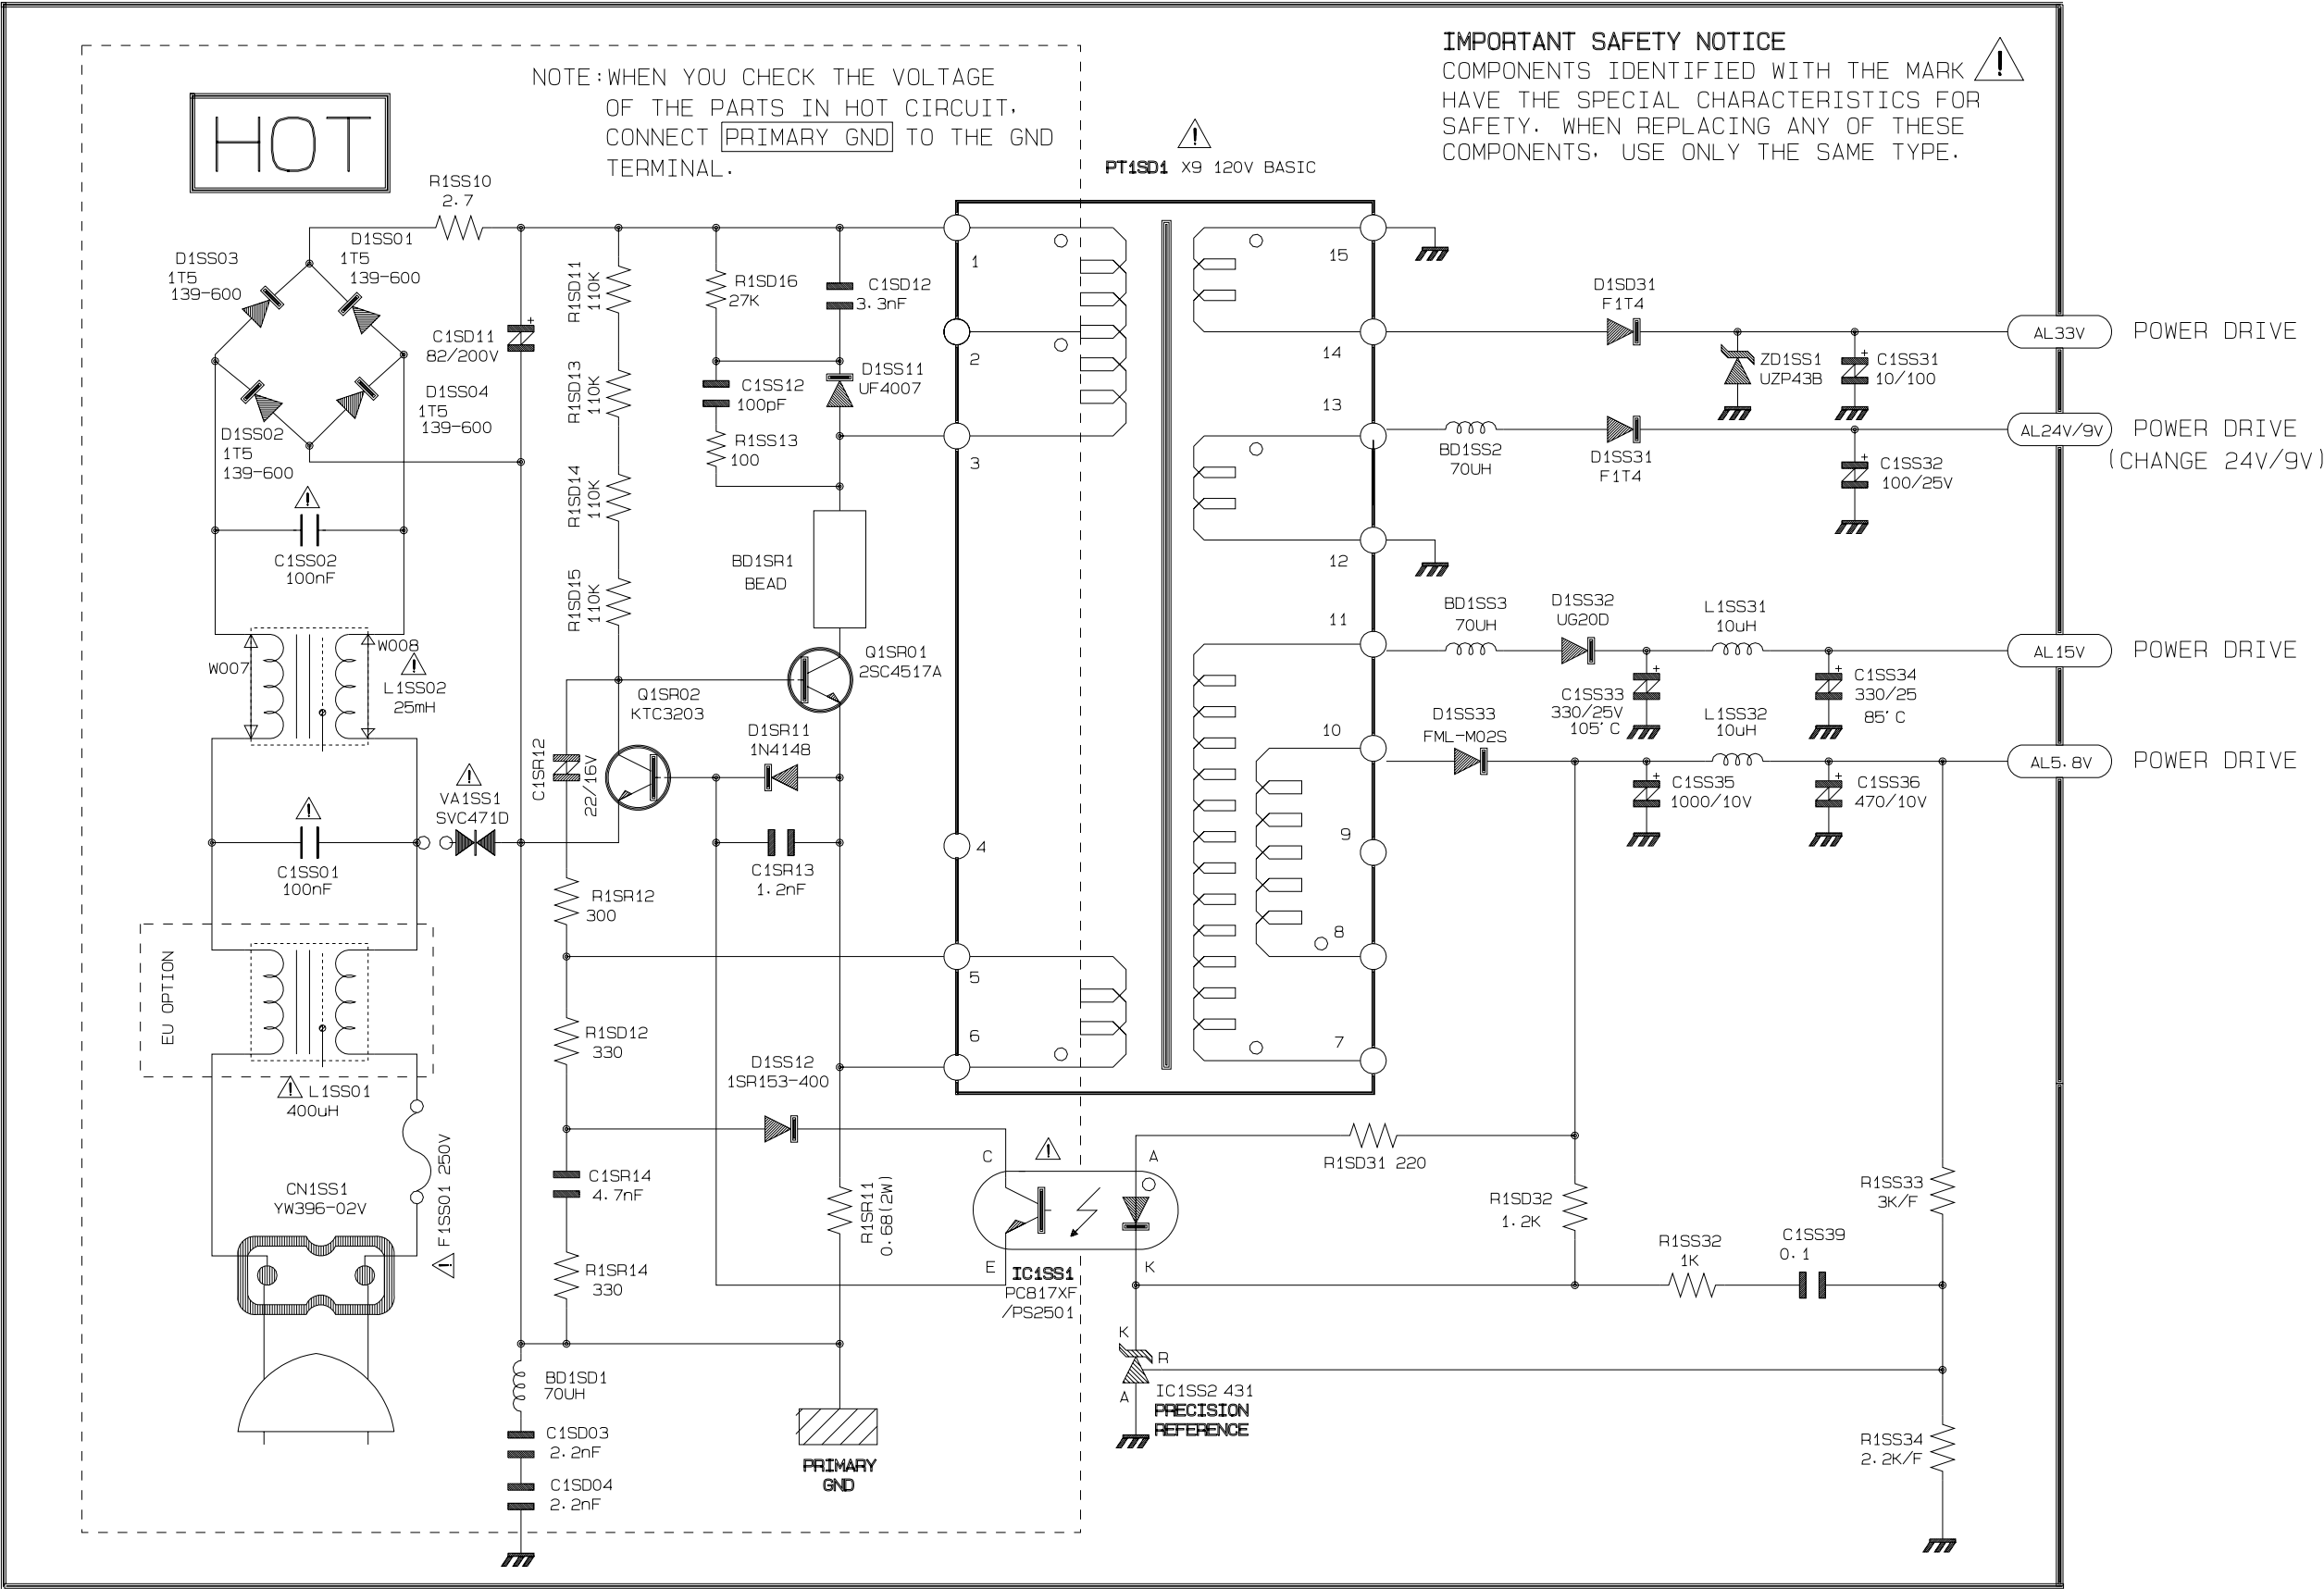 IMPORTANT SAFETY NOTICE
COMPONENTS IDENTIFIED WITH THE MARK
HAVE THE SPECIAL CHARACTERISTICS FOR
SAFETY. WHEN REPLACING ANY OF THESE
COMPONENTS, USE ONLY THE SAME TYPE.
NOTE:WHEN YOU CHECK THE VOLTAGE
OF THE PARTS IN HOT CIRCUIT,
CONNECT PRIMARY GND TO THE GND
TERMINAL.
HOT
PT1SD1 X9 120V BASIC
R1SS10
2.7
D1SS01
1T5
139-600
D1SS03
1T5
139-600
C1SD11
82/200V
D1SS04
1T5
139-600
D1SS02
1T5
139-600
R1SD11
110K
R1SD13
110K
R1SD14
110K
R1SD15
110K
R1SD16
27K
C1SD12
3.3nF
C1SS12
100pF
D1SS11
UF4007
R1SS13
100
BD1SR1
BEAD
C1SS02
100nF
W007
W008
L1SS02
25mH
Q1SR01
2SC4517A
Q1SR02
KTC3203
D1SR11
1N4148
C1SR12
22/16V
VA1SS1
SVC471D
C1SR13
1.2nF
C1SS01
100nF
R1SR12
300
EU OPTION
L1SS01
400uH
F1SS01 250V
CN1SS1
YW396-02V
R1SD12
330
D1SS12
1SR153-400
C1SR14
4.7nF
R1SR11
0.68(2W)
R1SR14
330
BD1SD1
70UH
C1SD03
2.2nF
C1SD04
2.2nF
PRIMARY
GND
1
2
3
4
5
6
15
14
13
12
11
10
9
8
7
D1SD31
F1T4
ZD1SS1
UZP43B
C1SS31
10/100
AL33V
POWER DRIVE
BD1SS2
70UH
D1SS31
F1T4
C1SS32
100/25V
AL24V/9V
POWER DRIVE
(CHANGE 24V/9V)
BD1SS3
70UH
D1SS32
UG20D
L1SS31
10uH
C1SS33
330/25V
105'C
C1SS34
330/25
85'C
AL15V
POWER DRIVE
D1SS33
FML-M02S
L1SS32
10uH
C1SS35
1000/10V
C1SS36
470/10V
AL5.8V
POWER DRIVE
C
A
E
K
IC1SS1
PC817XF
/PS2501
R1SD31 220
R1SD32
1.2K
R1SS33
3K/F
R1SS32
1K
C1SS39
0.1
K
R
A
IC1SS2 431
PRECISION
REFERENCE
R1SS34
2.2K/F